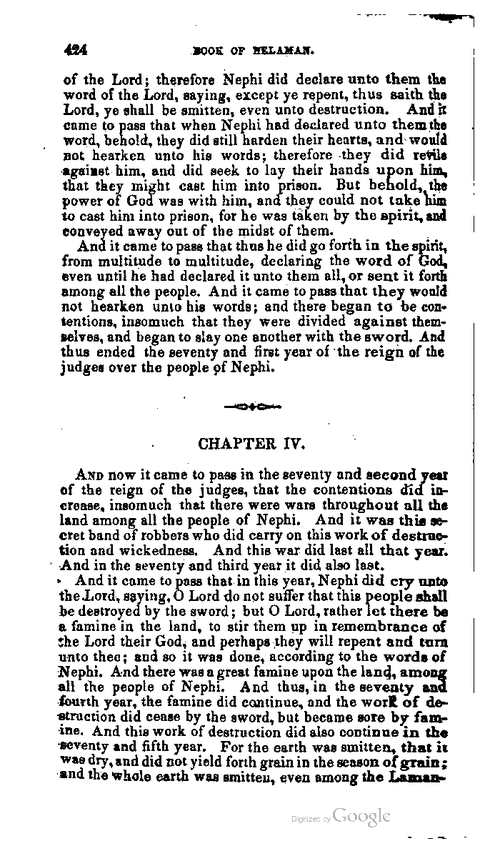 424 BOOK OF HELAMAN.
of the Lord; therefore Nephi did declare unto them the
word of the Lord, saying, except ye repent, thus saith the
Lord, ye shall be smitten, even unto destruction. And it
came to pass that when Nephi had declared unto them the
word, behold, they did still harden their hearts, and would
not hearken unto his words; therefore they did revile
against him, and did seek to lay their hands upon him,
that they might cast him into prison. But behold, the
power of God was with him, and they could not take him
to cast him into prison, for he was taken by the spirit, and
conveyed away out of the midst of them.
And it came to pass that thus he did go forth in the spirit,
from multitude to multitude, declaring the word of God,
even until he had declared it unto them all, or sent it forth
among all the people. And it came to pass that they would
not hearken unto his words; and there began to be con-
tentions, insomuch that they were divided against them-
selves, and began to slay one another with the sword. And
thus ended the seventy and first year of the reign of the
judges over the people of Nephi.
CHAPTER IV.
AND now it came to pass in the seventy and second year
of the reign of the judges, that the contentions did in-
crease, insomuch that there were wars throughout all the
land among all the people of Nephi. And it was this se-
cret band of robbers who did carry on this work of destruc-
tion and wickedness. And this war did last all that year.
And in the seventy and third year it did also last.
And it came to pass that in this year, Nephi did cry unto
the Lord, saying, O Lord do not suffer that this people shall
be destroyed by the sword; but O Lord, rather let there be
a famine in the land, to stir them up in remembrance of
the Lord their God, and perhaps they will repent and turn
unto thee; and so it was done, according to the words of
Nephi. And there was a great famine upon the land, among
all the people of Nephi. And thus, in the seventy and
fourth year, the famine did continue, and the work of de-
struction did cease by the sword, but became sore by fam-
ine. And this work of destruction did also continue in the
seventy and fifth year. For the earth was smitten, that it
was dry, and did not yield forth grain in the season of grain;
and the whole earth was smitten, even among the Laman-
Digitized by Google